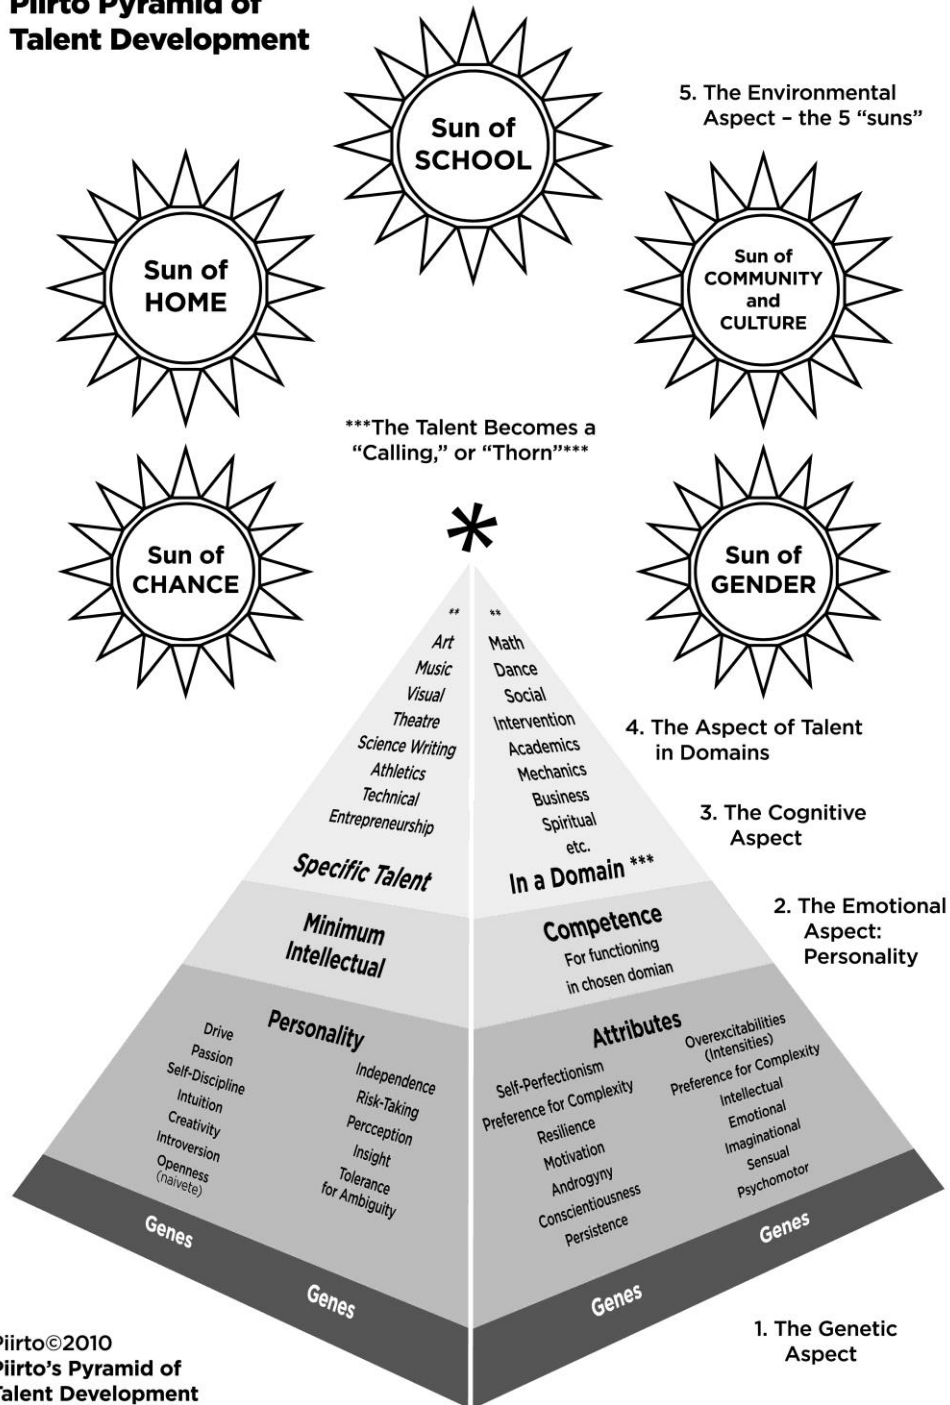 Piirto Pyramid of
Talent Development
Sun of
SCHOOL
5. The Environmental
Aspect – the 5 “suns”
Sun of
HOME
Sun of
COMMUNITY
and
CULTURE
***The Talent Becomes a
“Calling,” or “Thorn”***
*
Sun of
CHANCE
Sun of
GENDER
**
Art
Music
Visual
Theatre
Science Writing
Athletics
Technical
Entrepreneurship
Specific Talent
**
Math
Dance
Social
Intervention
Academics
Mechanics
Business
Spiritual
etc.
In a Domain ***
4. The Aspect of Talent
in Domains
3. The Cognitive
Aspect
Minimum
Intellectual
Competence
For functioning
in chosen domian
2. The Emotional
Aspect:
Personality
Personality
Drive
Passion
Self-Discipline
Intuition
Creativity
Introversion
Openness
(naivete)
Independence
Risk-Taking
Percception
Insight
Tolerance
for Ambiguity
Attributes
Self-Perfectionism
Preference for Complexity
Resilience
Motivation
Androgyny
Conscientiousness
Persistence
Overexcitabilities
(Intensities)
Preference for Complexity
Intellectual
Emotional
Imaginational
Sensual
Psychomotor
Genes
Genes
Genes
Genes
1. The Genetic
Aspect
Piirto©2010
Piirto’s Pyramid of
Talent Development